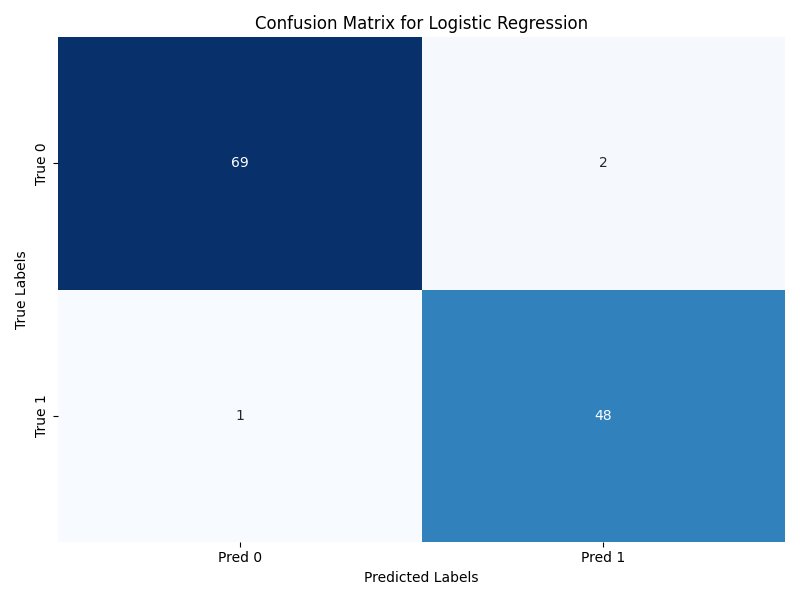 Confusion Matrix for Logistic Regression
True Labels
True 0
69
2
True 1
1
48
Pred 0
Pred 1
Predicted Labels